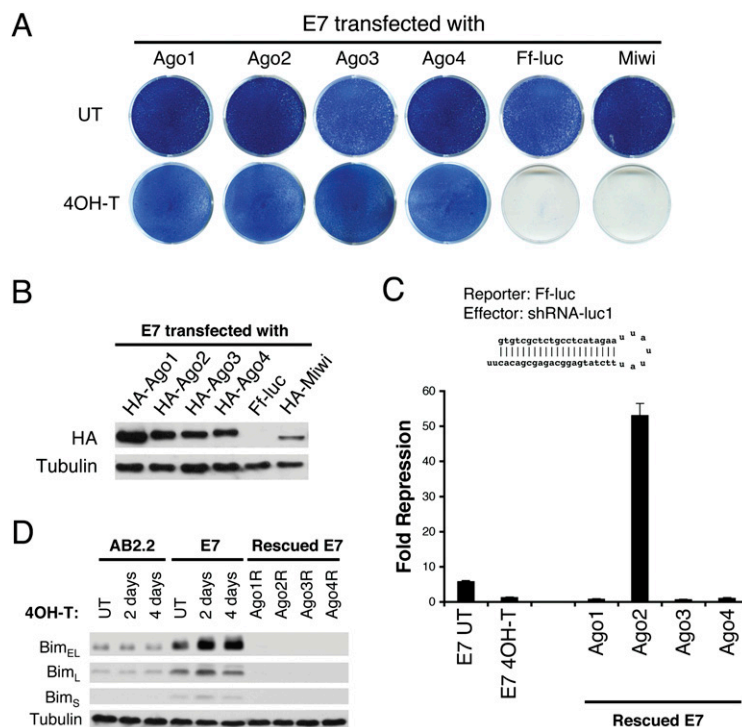 A
E7 transfected with
Ago1 Ago2 Ago3 Ago4 Ff-luc Miwi
UT
4OH-T
B
E7 transfected with
HA-Ago1 HA-Ago2 HA-Ago3 HA-Ago4 Ff-luc HA-Miwi
HA
Tubulin
C
Reporter: Ff-luc
Effector: shRNA-luc1
gtgtcgctctgcctcatagaa u u a u u a u
uucacagcgagacggagtatctt
Fold Repression
60
50
40
30
20
10
0
E7 UT
E7 4OH-T
Ago1
Ago2
Ago3
Ago4
Rescued E7
D
AB2.2 E7 Rescued E7
4OH-T: UT 2 days 4 days UT 2 days 4 days Ago1R Ago2R Ago3R Ago4R
BimEL
BimL
BimS
Tubulin